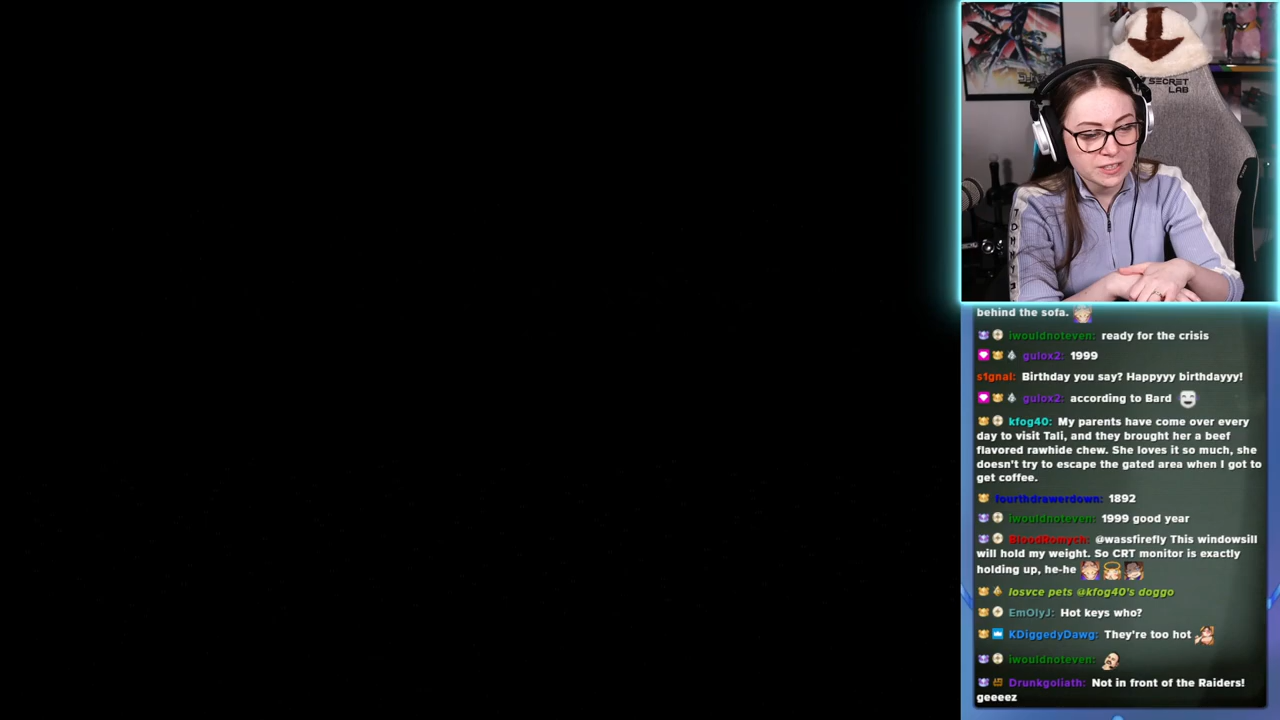 SECRET
LAB
behind the sofa.
iwouldnoteven: ready for the crisis
gulox2: 1999
s1gnal: Birthday you say? Happyyy birthdayyy!
gulox2: according to Bard
kfog40: My parents have come over every
day to visit Tali, and they brought her a beef
flavored rawhide chew. She loves it so much, she
doesn't try to escape the gated area when I got to
get coffee.
fourthdrawerdown: 1892
iwouldnoteven: 1999 good year
BloodRomych: @wassfirefly This windowsill
will hold my weight. So CRT monitor is exactly
holding up, he-he
losvce pets @kfog40's doggo
EmOlyJ: Hot keys who?
KDiggedyDawg: They're too hot
iwouldnoteven:
Drunkgoliath: Not in front of the Raiders!
geeeez